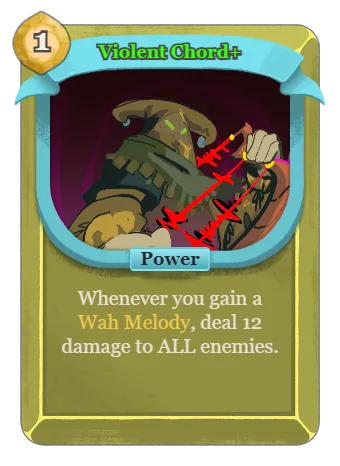 1
Violent Chord+
Power
Whenever you gain a
Wah Melody, deal 12
damage to ALL enemies.